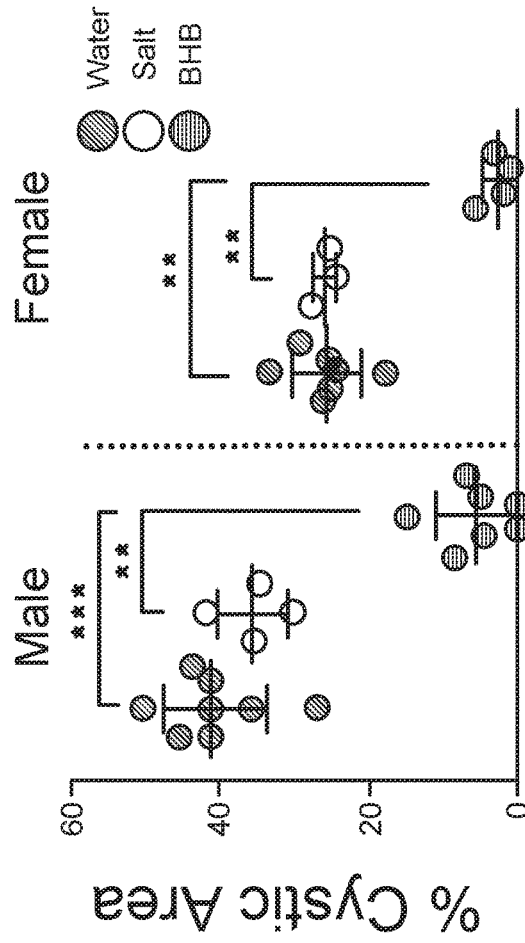 Male
Female
Water
Salt
BHB
***
**
**
**
% Cystic Area
60
40
20
0